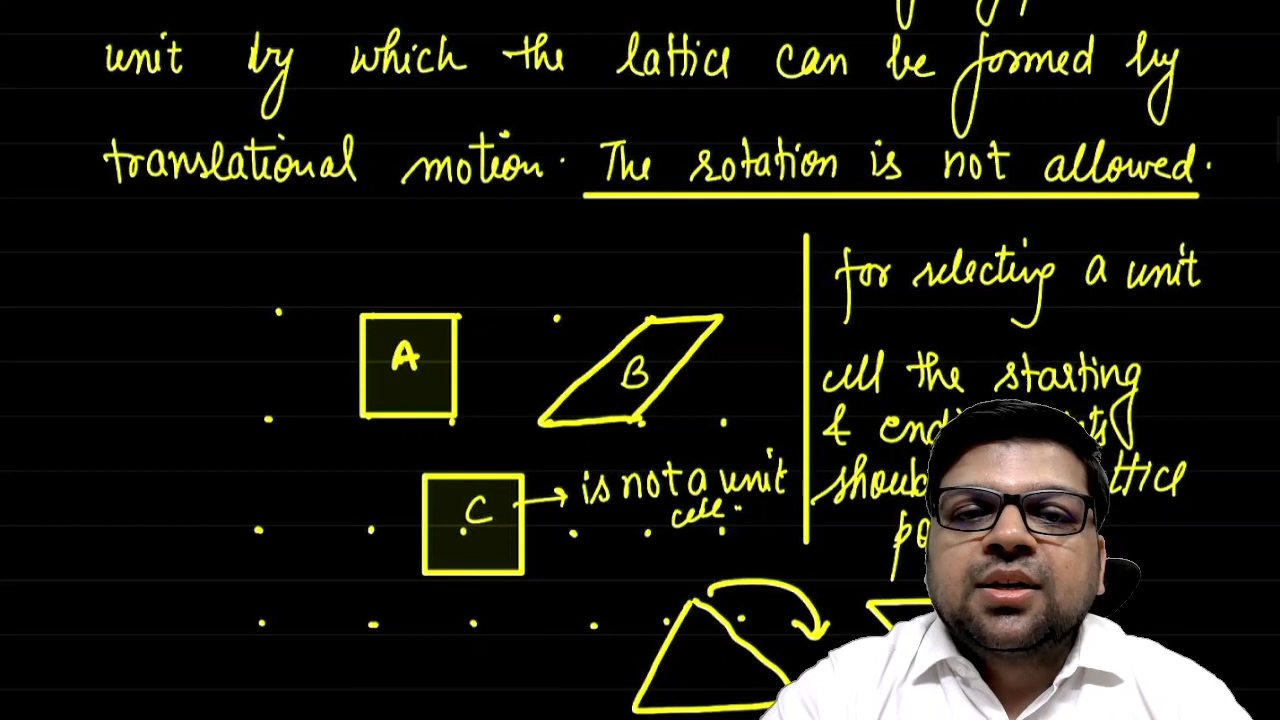 unit by which the lattice can be formed by
translational motion. The rotation is not allowed.
for selecting a unit
cell the starting
&
A
B
C → is not a unit
cell.